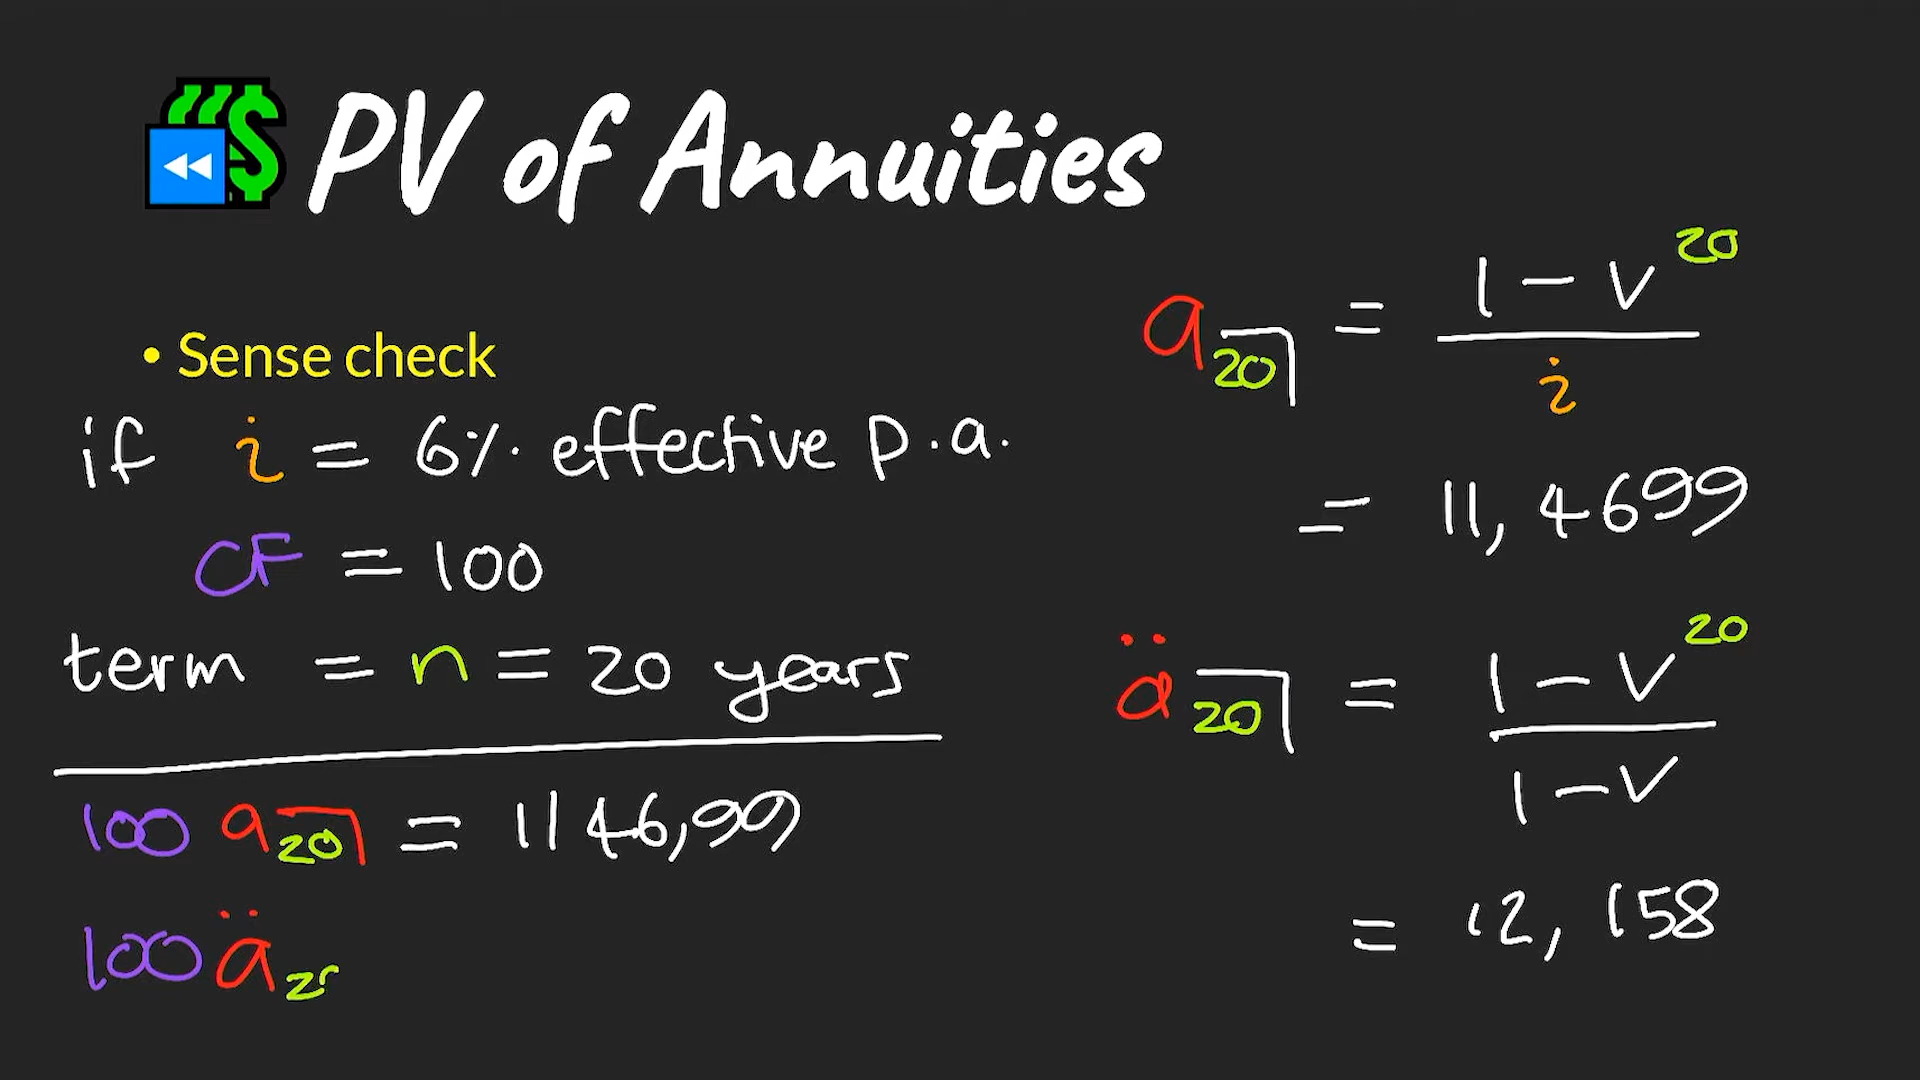 PV of Annuities
• Sense check
if i = 6% effective p.a.
CF = 100
term = n = 20 years
100 a20⌉ = 1146,99
100 ä20
a20⌉ = 1 - v^20 / i
= 11,4699
ä20⌉ = 1 - v^20 / 1 - v
= 12,158